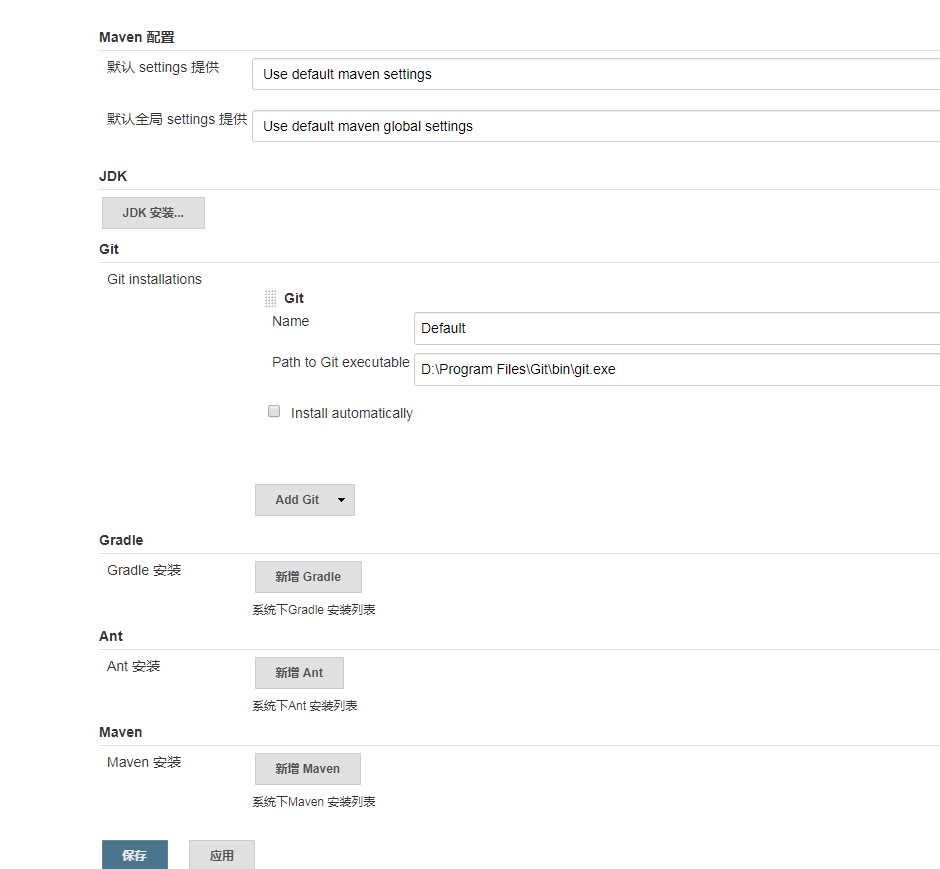 Maven 配置
默认 settings 提供
Use default maven settings
默认全局 settings 提供
Use default maven global settings
JDK
JDK 安装...
Git
Git installations
Git
Name
Default
Path to Git executable
D:\Program Files\Git\bin\git.exe
Install automatically
Add Git
Gradle
Gradle 安装
新增 Gradle
系统下Gradle 安装列表
Ant
Ant 安装
新增 Ant
系统下Ant 安装列表
Maven
Maven 安装
新增 Maven
系统下Maven 安装列表
保存
应用